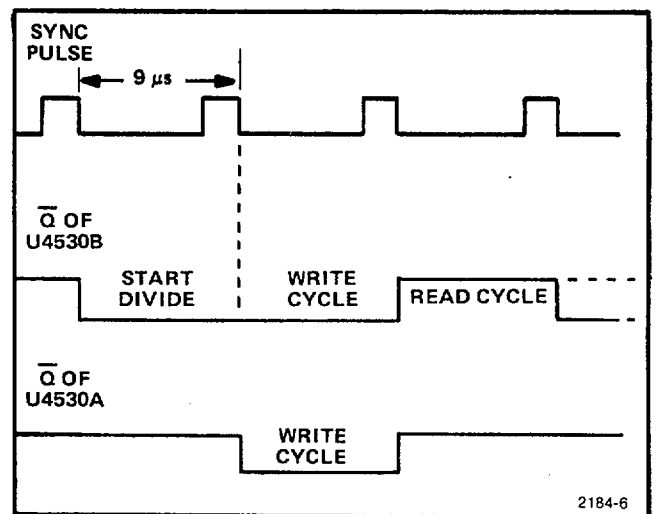 SYNC
PULSE
9 μs
Q̅ OF
U4530B
START
DIVIDE
WRITE
CYCLE
READ CYCLE
Q̅ OF
U4530A
WRITE
CYCLE
2184-6